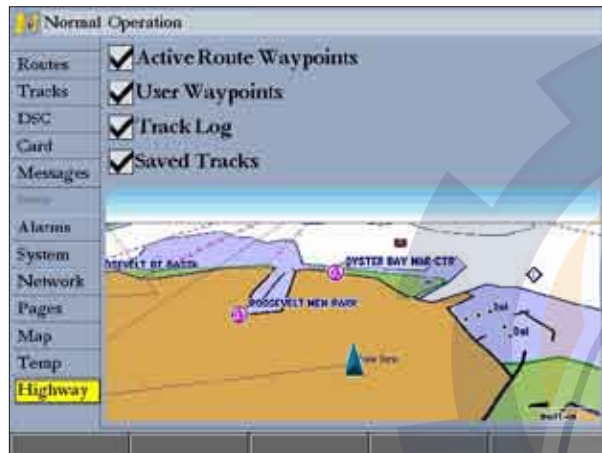 Normal Operation
Routes
Tracks
DSC
Card
Messages
Alarms
System
Network
Pages
Map
Temp
Highway
Active Route Waypoints
User Waypoints
Track Log
Saved Tracks
OYSTER BAY MAR CTR
ROOSEVELT MEM PARK